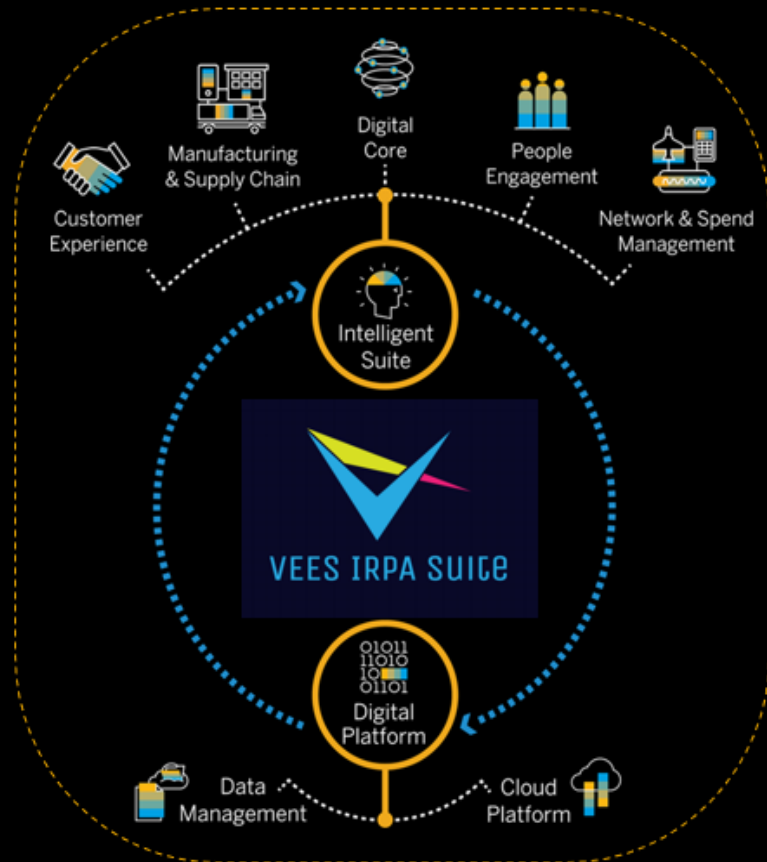 Digital
Core
Manufacturing
& Supply Chain
People
Engagement
Customer
Experience
Network & Spend
Management
Intelligent
Suite
VEES IRPA SUITE
01011
11010
10
01101
Digital
Platform
Data
Management
Cloud
Platform